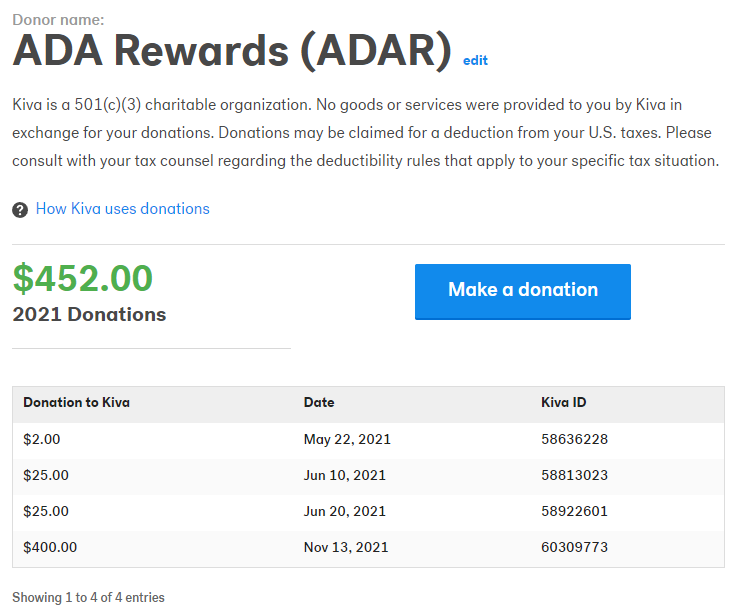 Donor name:
ADA Rewards (ADAR) edit
Kiva is a 501(c)(3) charitable organization. No goods or services were provided to you by Kiva in
exchange for your donations. Donations may be claimed for a deduction from your U.S. taxes. Please
consult with your tax counsel regarding the deductibility rules that apply to your specific tax situation.
? How Kiva uses donations
$452.00
2021 Donations
Make a donation
Donation to Kiva Date Kiva ID
$2.00 May 22, 2021 58636228
$25.00 Jun 10, 2021 58813023
$25.00 Jun 20, 2021 58922601
$400.00 Nov 13, 2021 60309773
Showing 1 to 4 of 4 entries